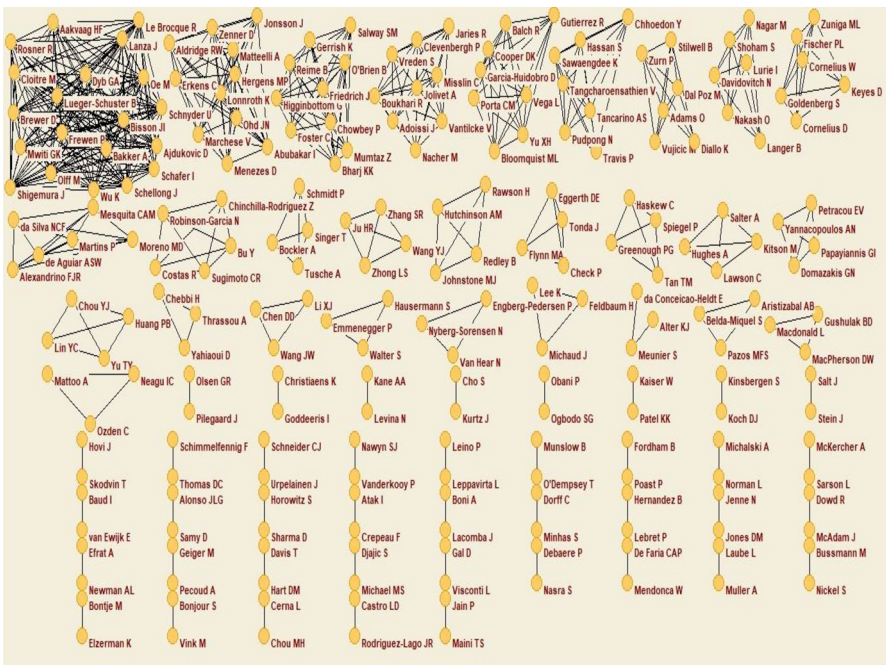 Aakvaag HF
Le Brocque R
Rosner R
Lanza J
Cloitre M
Dyb GA
Oe M
Lueger-Schuster B
Brewer D
Bisson JI
Frewen P
Mwiti GK
Bakker A
Ajdukovic D
Olff M
Schafer I
Shigemura J
Wu K
Schellong J
Zenner D
Jonsson J
Aldridge RW
Matteelli A
Erkens C
Hergens MP
Lonnroth K
Schnyder U
Ohd JN
Marchese V
Menezes D
Abubakar I
Salway SM
Gerrish K
Reime B
O'Brien B
Friedrich J
Higginbottom G
Chowbey P
Foster C
Mumtaz Z
Bharj KK
Jaries R
Clevenbergh P
Vreden S
Misslin C
Jolivet A
Boukhari R
Adoissi J
Vantilcke V
Nacher M
Balch R
Gutierrez R
Cooper DK
Garcia-Huidobro D
Porta CM
Vega L
Yu XH
Bloomquist ML
Chhoedon Y
Hassan S
Sawaengdee K
Tangcharoensathien V
Tancarino AS
Pudpong N
Travis P
Stilwell B
Zurn P
Dal Poz M
Adams O
Vujicic M
Diallo K
Nagar M
Shoham S
Lurie I
Davidovitch N
Nakash O
Langer B
Zuniga ML
Fischer PL
Cornelius W
Keyes D
Goldenberg S
Cornelius D
Mesquita CAM
da Silva NCF
Martins P
de Aguiar ASW
Alexandrino FJR
Chinchilla-Rodriguez Z
Robinson-Garcia N
Moreno MD
Bu Y
Costas R
Sugimoto CR
Schmidt P
Singer T
Bockler A
Tusche A
Zhang SR
Ju HR
Wang YJ
Zhong LS
Rawson H
Hutchinson AM
Redley B
Johnstone MJ
Eggerth DE
Tonda J
Flynn MA
Check P
Haskew C
Spiegel P
Greenough PG
Tan TM
Salter A
Kitson M
Hughes A
Lawson C
Petracou EV
Yannacopoulos AN
Papayiannis GI
Domazakis GN
Chou YJ
Huang PB
Lin YC
Yu TY
Chebbi H
Thrassou A
Yahiaoui D
Li XJ
Chen DD
Wang JW
Hausermann S
Emmenegger P
Walter S
Engberg-Pedersen P
Nyberg-Sorensen N
Van Hear N
Lee K
Feldbaum H
Michaud J
da Conceicao-Heldt E
Alter KJ
Meunier S
Aristizabal AB
Belda-Miquel S
Pazos MFS
Gushulak BD
Macdonald L
MacPherson DW
Mattoo A
Neagu IC
Ozden C
Olsen GR
Pilegaard J
Christiaens K
Goddeeris I
Kane AA
Levina N
Cho S
Kurtz J
Obani P
Ogbodo SG
Kaiser W
Patel KK
Kinsbergen S
Koch DJ
Salt J
Stein J
Hovi J
Schimmelfennig F
Schneider CJ
Nawyn SJ
Leino P
Munslow B
Fordham B
Michalski A
McKercher A
Skodvin T
Thomas DC
Urpelainen J
Vanderkooy P
Leppavirta L
O'Dempsey T
Poast P
Norman L
Sarson L
Baud I
Alonso JLG
Horowitz S
Atak I
Boni A
Dorff C
Hernandez B
Jenne N
Dowd R
van Ewijk E
Samy D
Sharma D
Crepeau F
Lacomba J
Minhas S
Lebret P
Jones DM
McAdam J
Efrat A
Geiger M
Davis T
Djajic S
Gal D
Debaere P
De Faria CAP
Laube L
Bussmann M
Newman AL
Pecoud A
Hart DM
Michael MS
Visconti L
Nasra S
Mendonca W
Muller A
Nickel S
Bontje M
Bonjour S
Cerna L
Castro LD
Jain P
Elzerman K
Vink M
Chou MH
Rodriguez-Lago JR
Maini TS